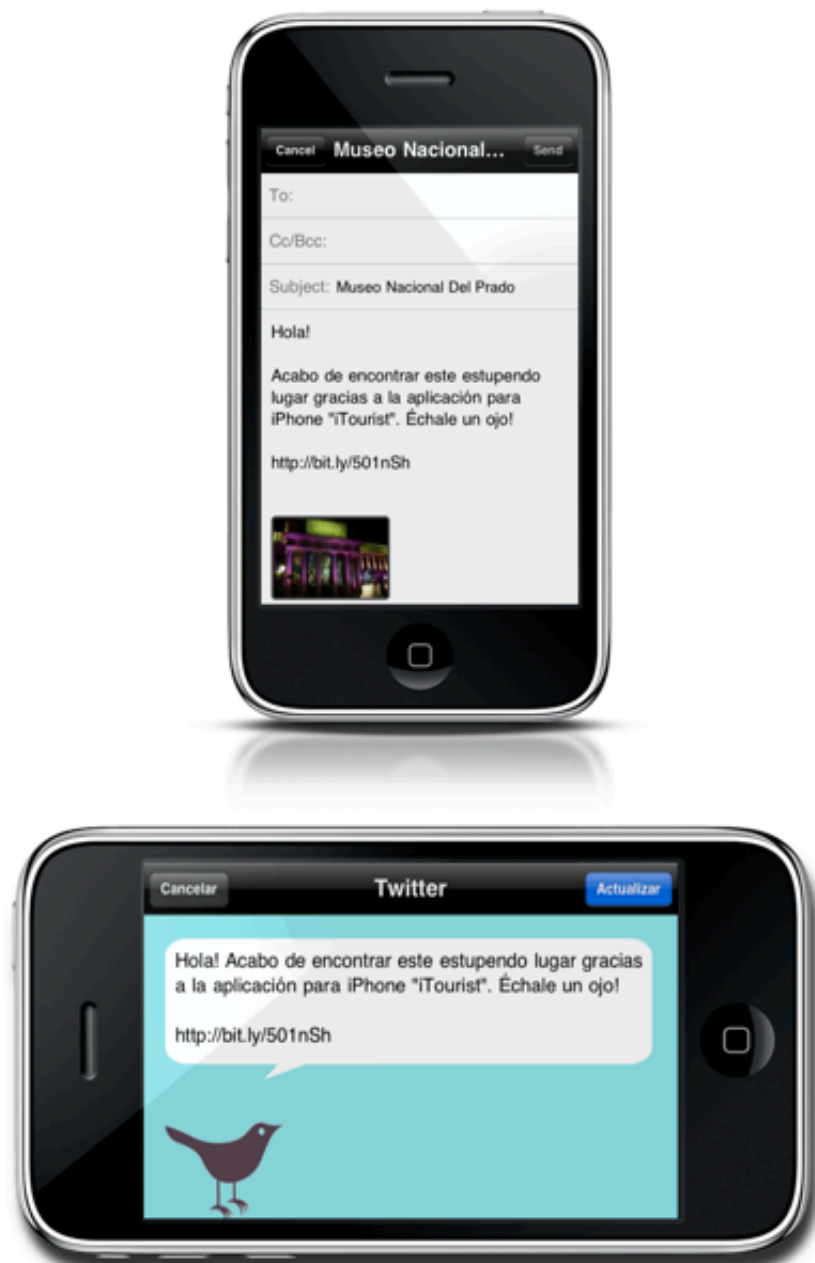 Cancel Museo Nacional... Send
To:
Cc/Bcc:
Subject: Museo Nacional Del Prado
Hola!
Acabo de encontrar este estupendo
lugar gracias a la aplicación para
iPhone "iTourist". Échale un ojo!
http://bit.ly/501nSh
Cancelar Twitter Actualizar
Hola! Acabo de encontrar este estupendo lugar gracias
a la aplicación para iPhone "iTourist". Échale un ojo!
http://bit.ly/501nSh